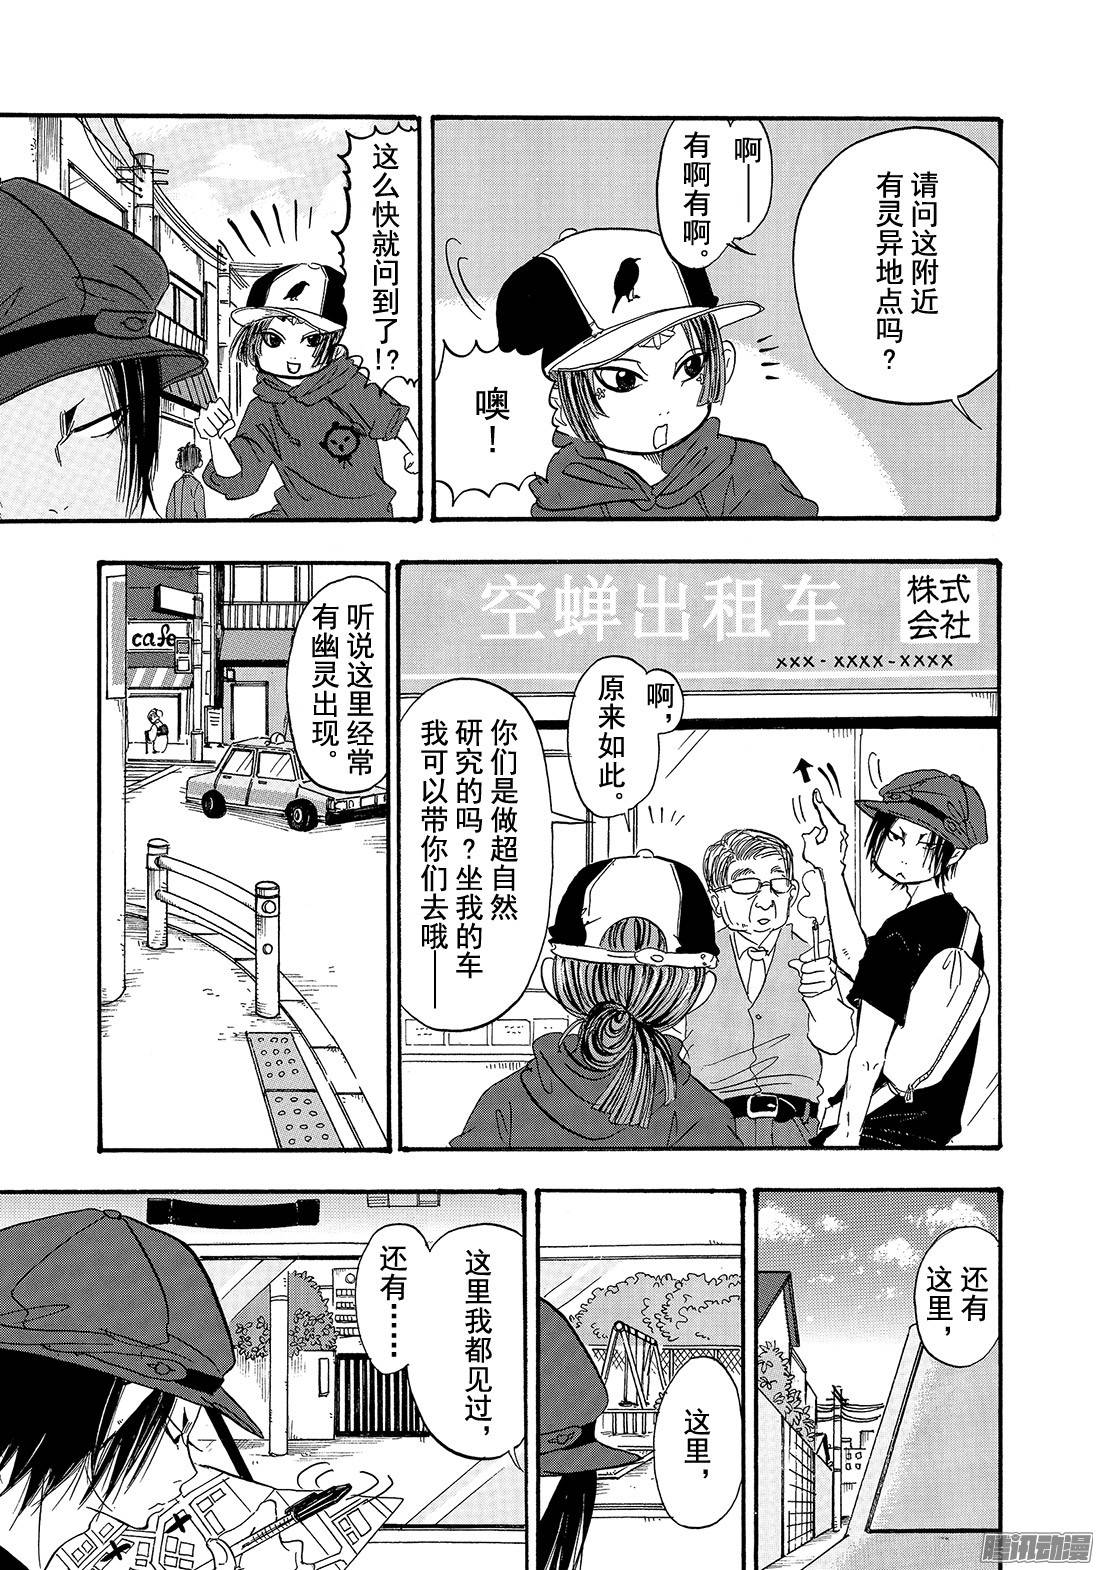 请问这附近
有灵异地点吗？
啊——
有啊有啊。
噢！
这么快就问到了！？
空蝉出租车
株式
会社
xxx-xxxx-xxxx
啊，
原来如此。
你们是做超自然
研究的吗？坐我的车
我可以带你们去哦——
听说这里经常
有幽灵出现。
cafe
还有
这里，
这里，
这里我都见过，
还有……
腾讯动漫